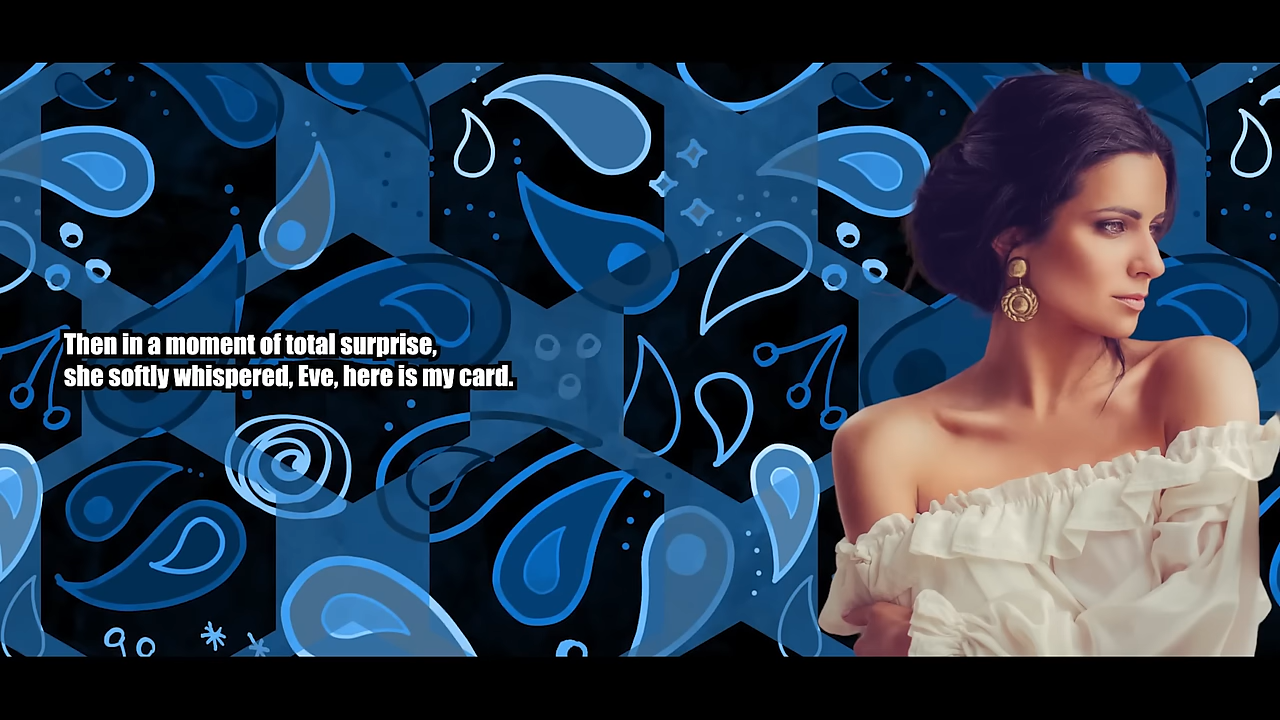 Then in a moment of total surprise,
she softly whispered, Eve, here is my card.